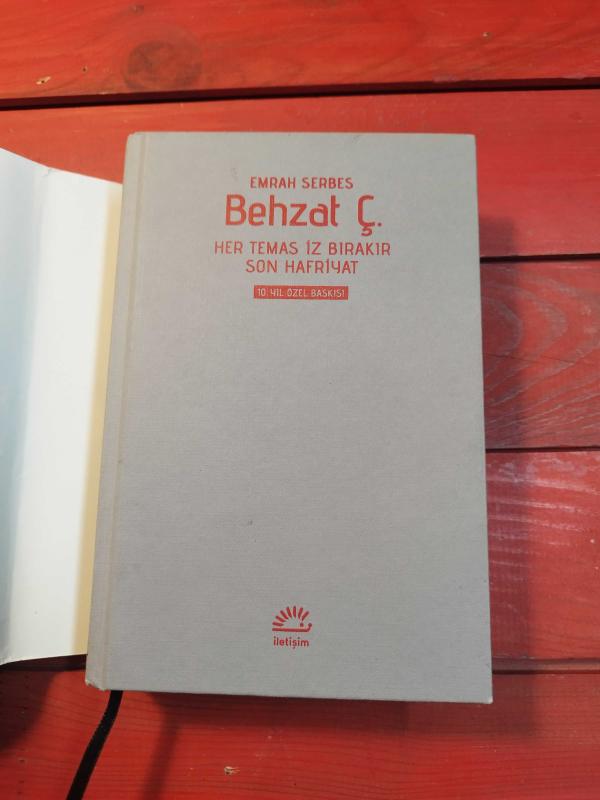 EMRAH SERBES
Behzat Ç.
HER TEMAS İZ BIRAKIR
SON HAFRİYAT
10 YIL ÖZEL BASKISI
iletişim